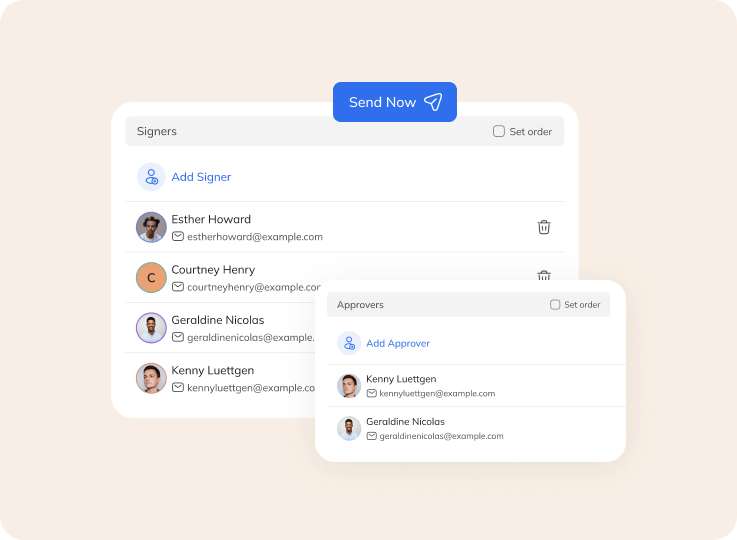 Send Now
Signers
Set order
Add Signer
Esther Howard
estherhoward@example.com
C
Courtney Henry
courtneyhenry@example.co
Geraldine Nicolas
geraldinenicolas@example.
Kenny Luettgen
kennyluettgen@example.co
Approvers
Set order
Add Approver
Kenny Luettgen
kennyluettgen@example.com
Geraldine Nicolas
geraldinenicolas@example.com